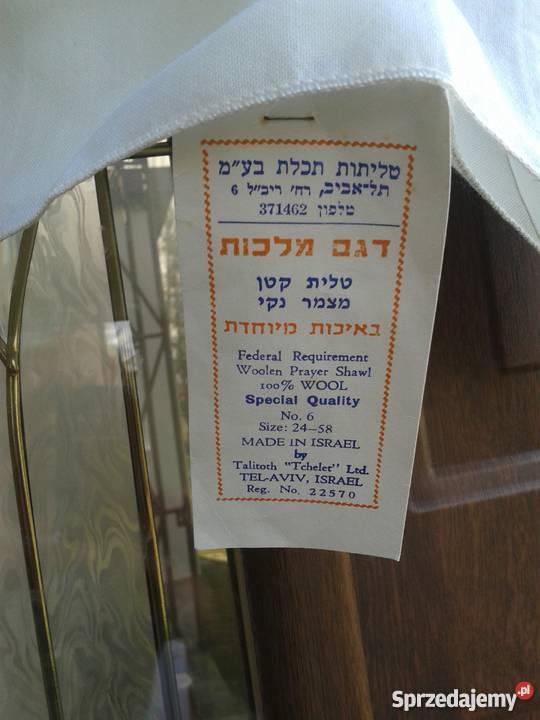 טליתות תכלת בע"מ
תל-אביב, רח' ריב"ל 6
טלפון 371462
דגם מלכות
טלית קטן
מצמר נקי
באיכות מיוחדת
Federal Requirement
Woolen Prayer Shawl
100% WOOL
Special Quality
No. 6
Size: 24–58
MADE IN ISRAEL
by
Talitoth "Tchelet" Ltd.
TEL-AVIV, ISRAEL
Reg. No. 22570
Sprzedajemy.pl